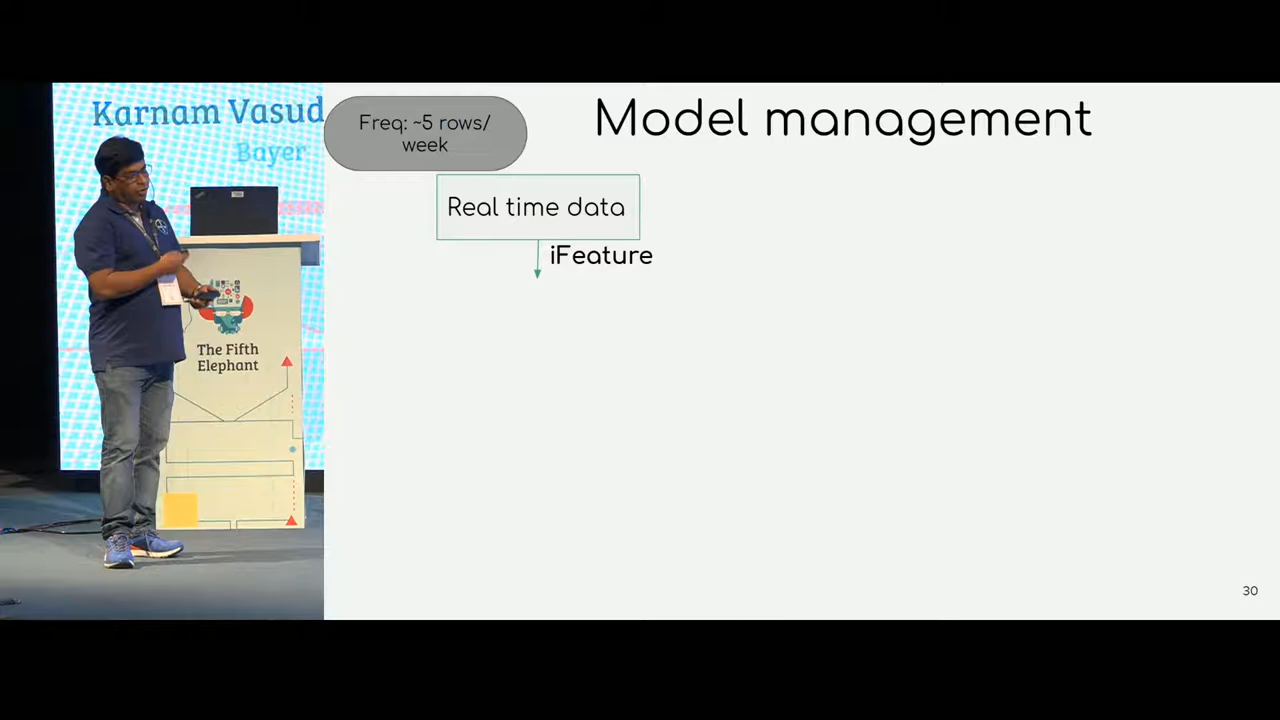 Karnam Vasud
Bayer
The Fifth
Elephant
Model management
Freq: ~5 rows/
week
Real time data
iFeature
30